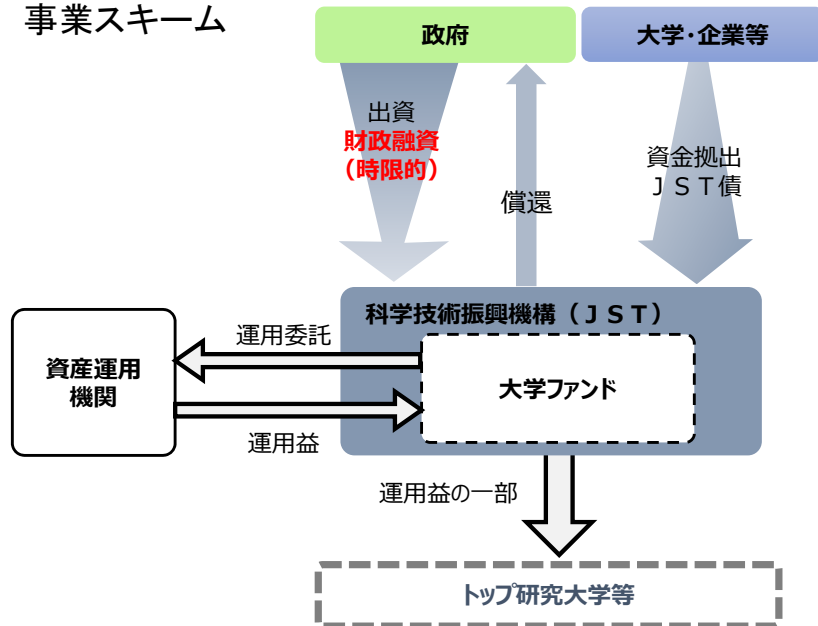 事業スキーム
政府
大学・企業等
出資
財政融資
(時限的)
償還
資金拠出
ＪＳＴ債
科学技術振興機構（ＪＳＴ）
運用委託
資産運用
機関
大学ファンド
運用益
運用益の一部
トップ研究大学等